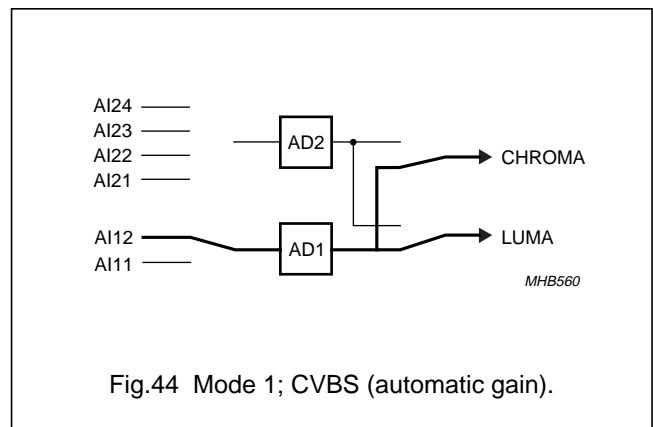 AI24
AI23
AI22
AI21
AD2
CHROMA
AI12
AI11
AD1
LUMA
MHB560
Fig.44 Mode 1; CVBS (automatic gain).